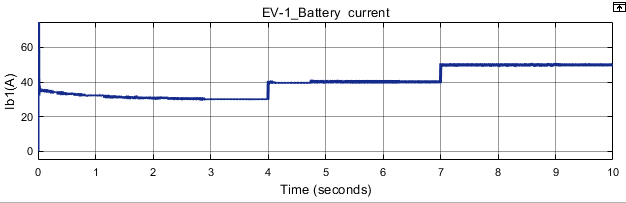 EV-1_Battery current
Ib1(A)
60
40
20
0
0 1 2 3 4 5 6 7 8 9 10
Time (seconds)